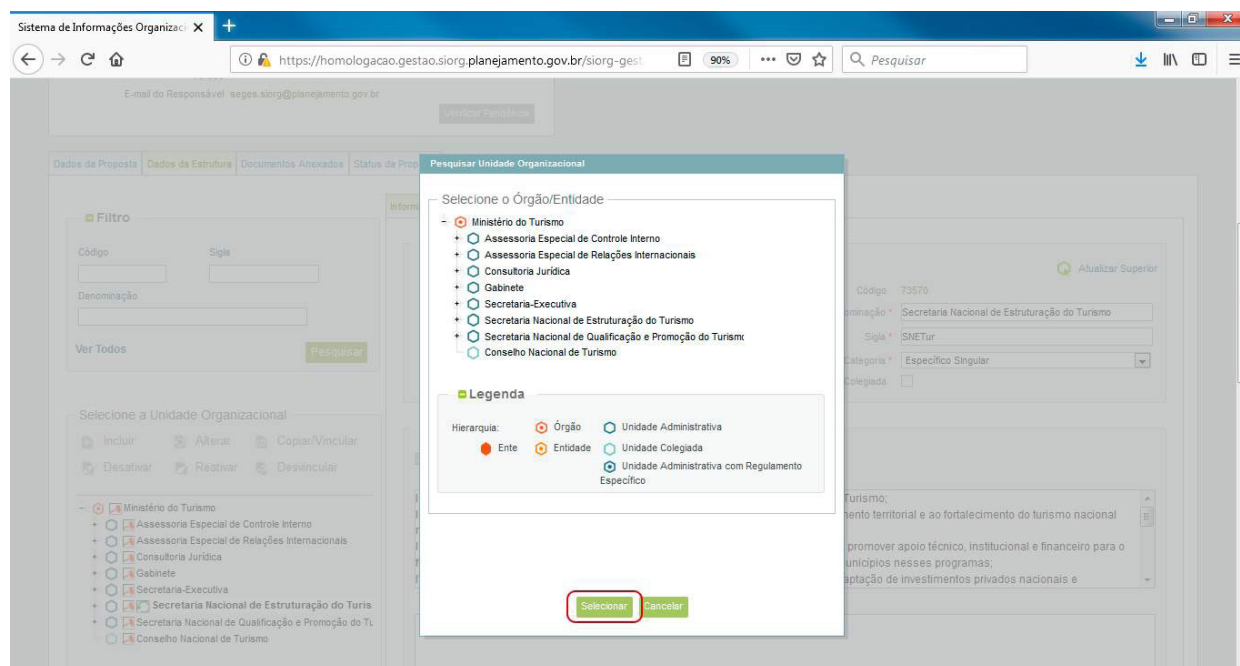 Sistema de Informações Organizaci
https://homologacao.gestao.siorg.planejamento.gov.br/siorg-gest
90%
Pesquisar
E-mail do Responsável seges.siorg@planejamento.gov.br
Verificar Pendência
Dados da Proposta
Dados da Estrutura
Documentos Anexados
Status da Prop
Filtro
Código
Sigla
Denominação
Ver Todos
Pesquisar
Selecione a Unidade Organizacional
Incluir
Alterar
Copiar/Vincular
Desativar
Reativar
Desvincular
Ministério do Turismo
Assessoria Especial de Controle Interno
Assessoria Especial de Relações Internacionais
Consultoria Jurídica
Gabinete
Secretaria-Executiva
Secretaria Nacional de Estruturação do Turis
Secretaria Nacional de Qualificação e Promoção do Tu
Conselho Nacional de Turismo
Inform
Pesquisar Unidade Organizacional
Selecione o Órgão/Entidade
Ministério do Turismo
Assessoria Especial de Controle Interno
Assessoria Especial de Relações Internacionais
Consultoria Jurídica
Gabinete
Secretaria-Executiva
Secretaria Nacional de Estruturação do Turismo
Secretaria Nacional de Qualificação e Promoção do Turismo
Conselho Nacional de Turismo
Legenda
Hierarquia:
Órgão
Unidade Administrativa
Ente
Entidade
Unidade Colegiada
Unidade Administrativa com Regulamento
Específico
Selecionar
Cancelar
Atualizar Superior
Código 73570
ominação * Secretaria Nacional de Estruturação do Turismo
Sigla * SNETur
Categoria * Específico Singular
Colegiada
Turismo;
ento territorial e ao fortalecimento do turismo nacional
promover apoio técnico, institucional e financeiro para o
unicípios nesses programas;
aptação de investimentos privados nacionais e